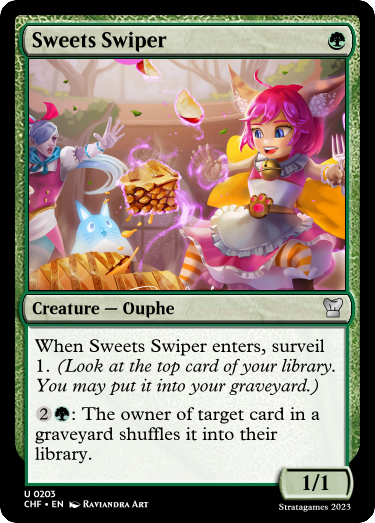 Sweets Swiper
Creature — Ouphe
When Sweets Swiper enters, surveil
1. (Look at the top card of your library.
You may put it into your graveyard.)
2: The owner of target card in a
graveyard shuffles it into their
library.
1/1
U 0203
CHF • EN Raviandra Art
Stratagames 2023